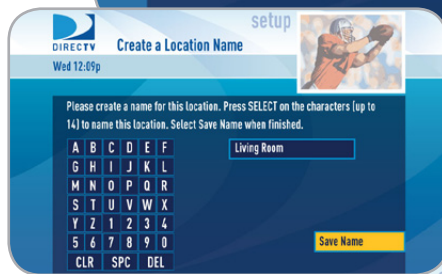 setup
DIRECTV
Create a Location Name
Wed 12:09p
Please create a name for this location. Press SELECT on the characters (up to
14) to name this location. Select Save Name when finished.
A B C D E F
G H I J K L
M N O P Q R
S T U V W X
Y Z 1 2 3 4
5 6 7 8 9 0
CLR SPC DEL
Living Room
Save Name